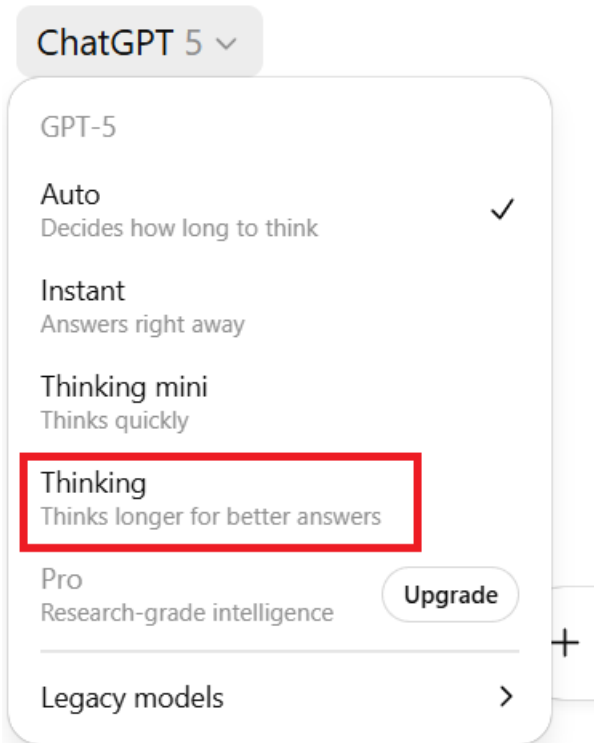 ChatGPT 5
GPT-5
Auto
Decides how long to think
Instant
Answers right away
Thinking mini
Thinks quickly
Thinking
Thinks longer for better answers
Pro
Research-grade intelligence
Upgrade
Legacy models